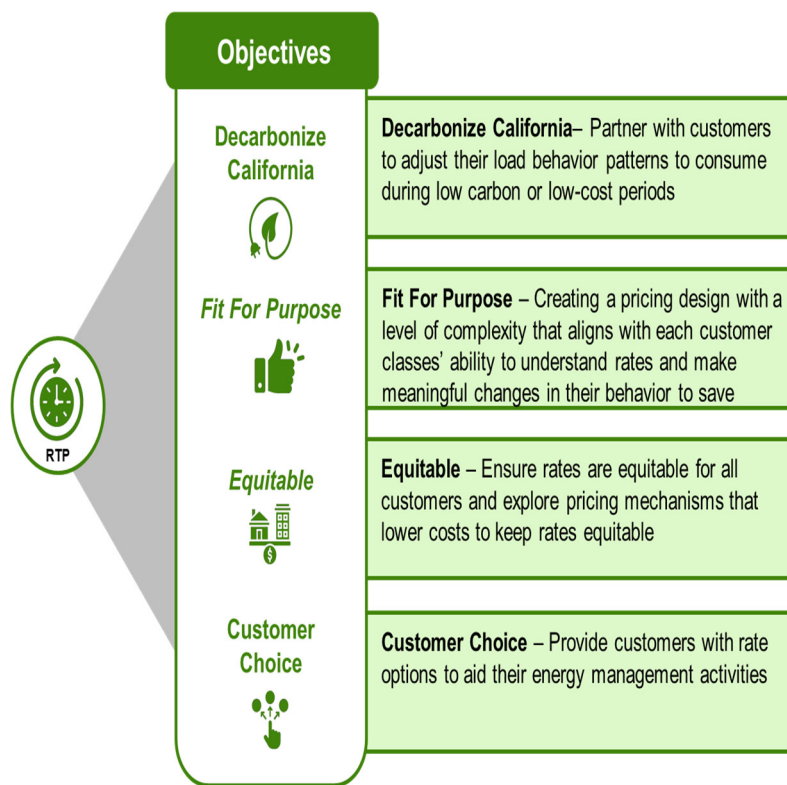 Objectives
Decarbonize
California
Decarbonize California– Partner with customers
to adjust their load behavior patterns to consume
during low carbon or low-cost periods
Fit For Purpose
Fit For Purpose – Creating a pricing design with a
level of complexity that aligns with each customer
classes’ ability to understand rates and make
meaningful changes in their behavior to save
RTP
Equitable
Equitable – Ensure rates are equitable for all
customers and explore pricing mechanisms that
lower costs to keep rates equitable
Customer
Choice
Customer Choice – Provide customers with rate
options to aid their energy management activities